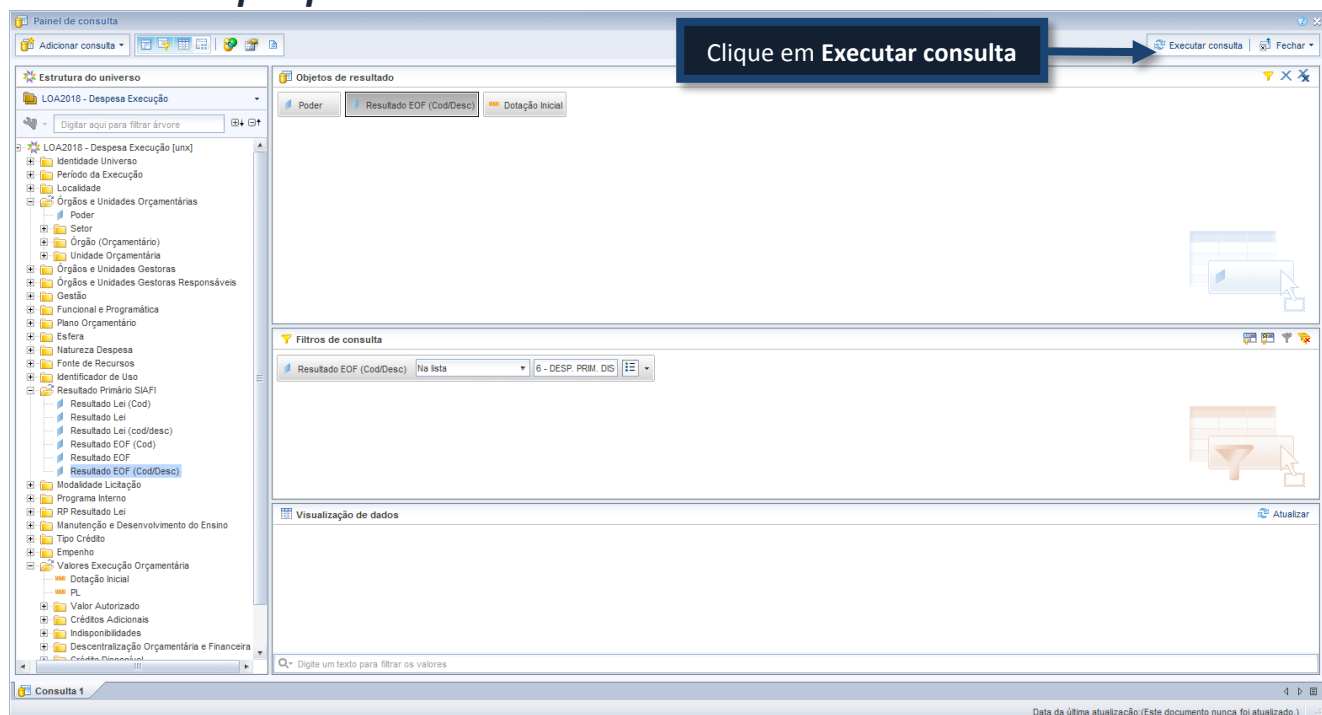 Painel de consulta
Adicionar consulta
Clique em Executar consulta
Executar consulta
Fechar
Estrutura do universo
LOA2018 - Despesa Execução
Digitar aqui para filtrar árvore
LOA2018 - Despesa Execução [unx]
Identidade Universo
Período da Execução
Localidade
Órgãos e Unidades Orçamentárias
Poder
Setor
Órgão (Orçamentário)
Unidade Orçamentária
Órgãos e Unidades Gestoras
Órgãos e Unidades Gestoras Responsáveis
Gestão
Funcional e Programática
Plano Orçamentário
Esfera
Natureza Despesa
Fonte de Recursos
Identificador de Uso
Resultado Primário SIAFI
Resultado Lei (Cod)
Resultado Lei
Resultado Lei (cod/desc)
Resultado EOF (Cod)
Resultado EOF
Resultado EOF (Cod/Desc)
Modalidade Licitação
Programa Interno
RP Resultado Lei
Manutenção e Desenvolvimento do Ensino
Tipo Crédito
Empenho
Valores Execução Orçamentária
Dotação Inicial
PL
Valor Autorizado
Créditos Adicionais
Indisponibilidades
Descentralização Orçamentária e Financeira
Crédito Disponível
Objetos de resultado
Poder Resultado EOF (Cod/Desc) Dotação Inicial
Filtros de consulta
Resultado EOF (Cod/Desc) Na lista 6 - DESP. PRIM. DIS
Visualização de dados
Atualizar
Digite um texto para filtrar os valores
Consulta 1
Data da última atualização:(Este documento nunca foi atualizado.)